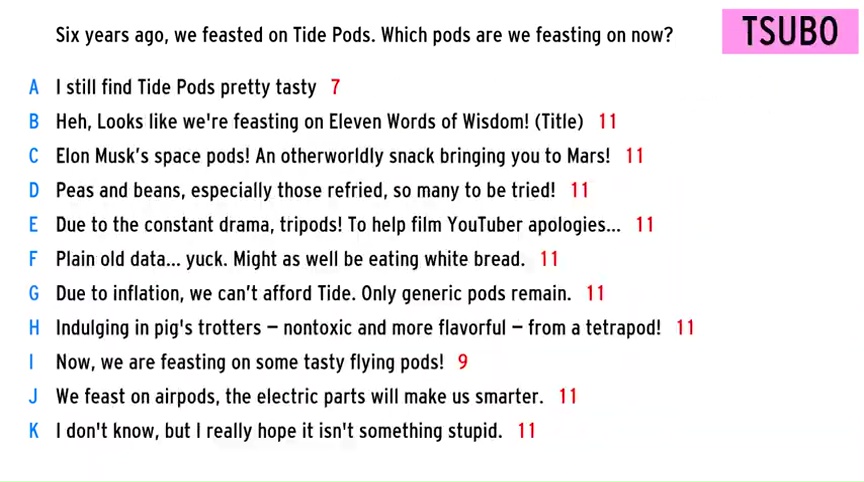 Six years ago, we feasted on Tide Pods. Which pods are we feasting on now?
TSUBO
A I still find Tide Pods pretty tasty 7
B Heh, Looks like we're feasting on Eleven Words of Wisdom! (Title) 11
C Elon Musk's space pods! An otherworldly snack bringing you to Mars! 11
D Peas and beans, especially those refried, so many to be tried! 11
E Due to the constant drama, tripods! To help film YouTuber apologies... 11
F Plain old data... yuck. Might as well be eating white bread. 11
G Due to inflation, we can't afford Tide. Only generic pods remain. 11
H Indulging in pig's trotters – nontoxic and more flavorful – from a tetrapod! 11
I Now, we are feasting on some tasty flying pods! 9
J We feast on airpods, the electric parts will make us smarter. 11
K I don't know, but I really hope it isn't something stupid. 11